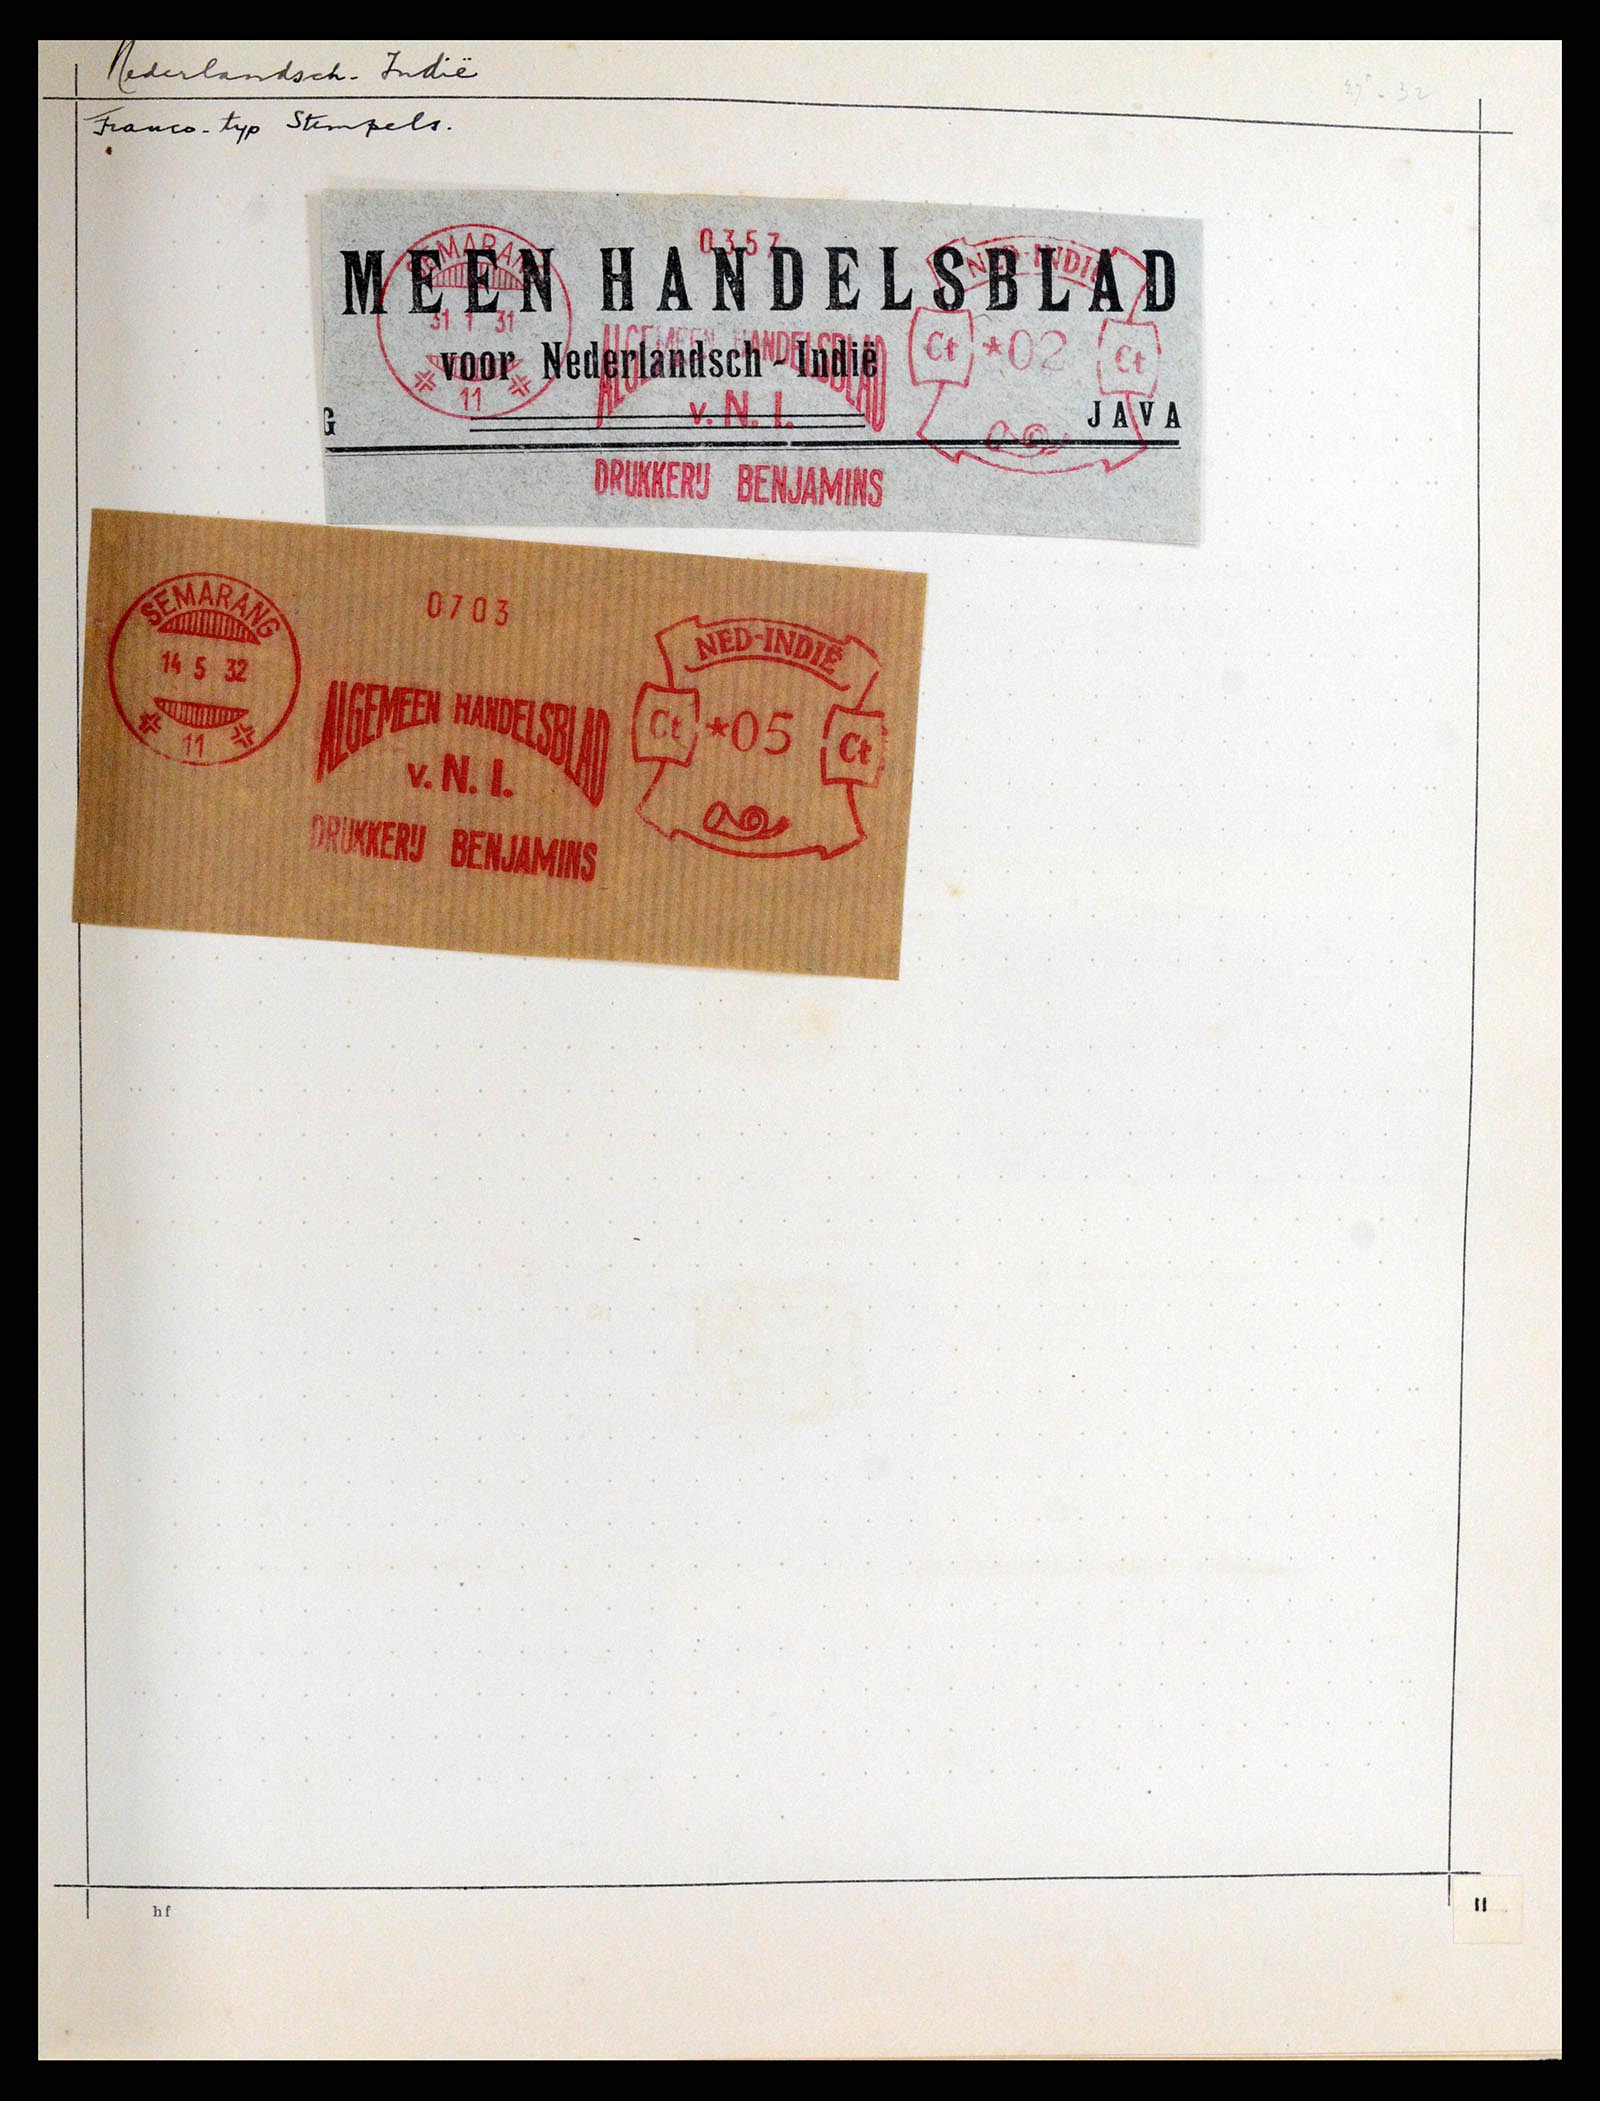 Nederlandsch-Indië
Franco-typ Stempels.
0357
SEMARANG
NED-INDIË
MEEN HANDELSBLAD
31 1 31
ALGEMEEN HANDELSBLAD
Ct *02 Ct
voor Nederlandsch-Indië
11
v. N. I.
G
JAVA
DRUKKERIJ BENJAMINS
SEMARANG
0703
NED-INDIË
14 5 32
ALGEMEEN HANDELSBLAD
Ct *05 Ct
11
v. N. I.
DRUKKERIJ BENJAMINS
hf
11